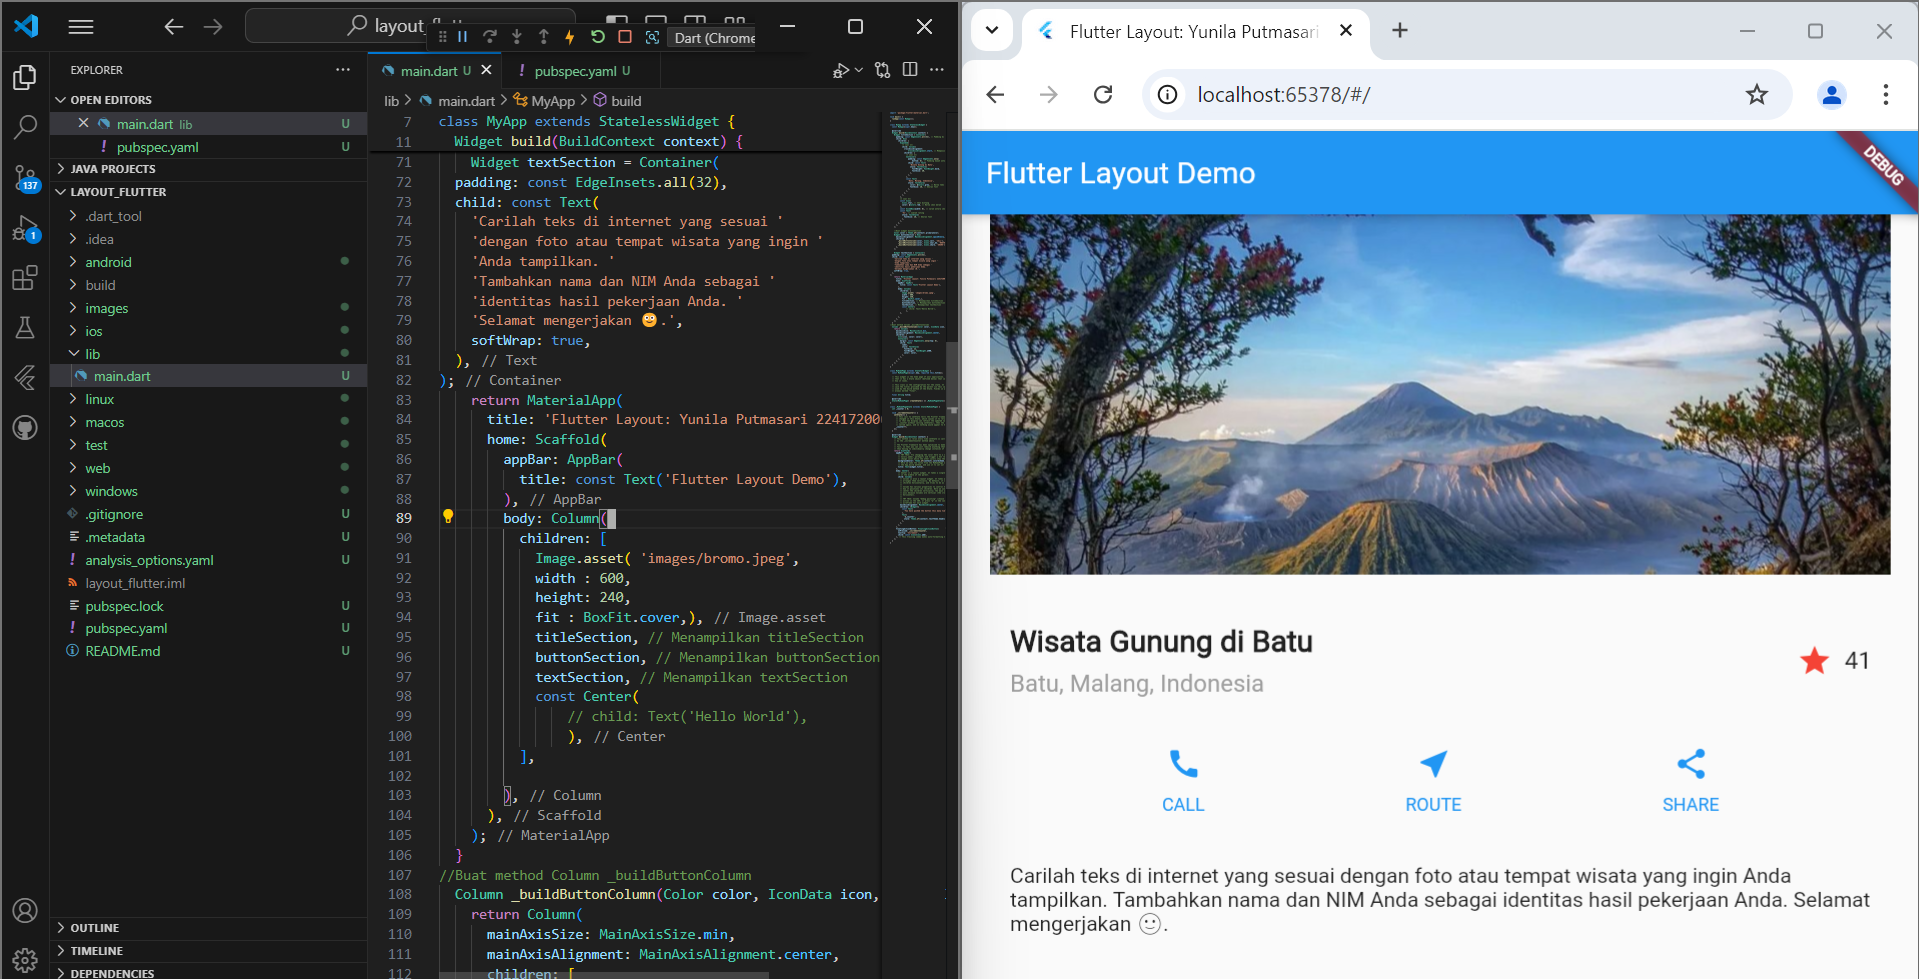 layout_flutter
Dart (Chrome
EXPLORER
OPEN EDITORS
main.dart lib U
! pubspec.yaml U
JAVA PROJECTS
LAYOUT_FLUTTER
.dart_tool
.idea
android
build
images
ios
lib
main.dart U
linux
macos
test
web
windows
.gitignore U
.metadata U
! analysis_options.yaml U
layout_flutter.iml
pubspec.lock U
! pubspec.yaml U
README.md U
137
1
OUTLINE
TIMELINE
DEPENDENCIES
main.dart U
! pubspec.yaml U
lib > main.dart > MyApp > build
7 class MyApp extends StatelessWidget {
11 Widget build(BuildContext context) {
71 Widget textSection = Container(
72 padding: const EdgeInsets.all(32),
73 child: const Text(
74 'Carilah teks di internet yang sesuai '
75 'dengan foto atau tempat wisata yang ingin '
76 'Anda tampilkan. '
77 'Tambahkan nama dan NIM Anda sebagai '
78 'identitas hasil pekerjaan Anda. '
79 'Selamat mengerjakan 🙂.',
80 softWrap: true,
81 ), // Text
82 ); // Container
83 return MaterialApp(
84 title: 'Flutter Layout: Yunila Putmasari 224172000
85 home: Scaffold(
86 appBar: AppBar(
87 title: const Text('Flutter Layout Demo'),
88 ), // AppBar
89 body: Column(
90 children: [
91 Image.asset( 'images/bromo.jpeg',
92 width : 600,
93 height: 240,
94 fit : BoxFit.cover,), // Image.asset
95 titleSection, // Menampilkan titleSection
96 buttonSection, // Menampilkan buttonSection
97 textSection, // Menampilkan textSection
98 const Center(
99 // child: Text('Hello World'),
100 ), // Center
101 ],
102
103 ), // Column
104 ), // Scaffold
105 ); // MaterialApp
106 }
107 //Buat method Column _buildButtonColumn
108 Column _buildButtonColumn(Color color, IconData icon,
109 return Column(
110 mainAxisSize: MainAxisSize.min,
111 mainAxisAlignment: MainAxisAlignment.center,
112 children: [
Flutter Layout: Yunila Putmasari
localhost:65378/#/
Flutter Layout Demo
DEBUG
Wisata Gunung di Batu
Batu, Malang, Indonesia
41
CALL ROUTE SHARE
Carilah teks di internet yang sesuai dengan foto atau tempat wisata yang ingin Anda
tampilkan. Tambahkan nama dan NIM Anda sebagai identitas hasil pekerjaan Anda. Selamat
mengerjakan 🙂.